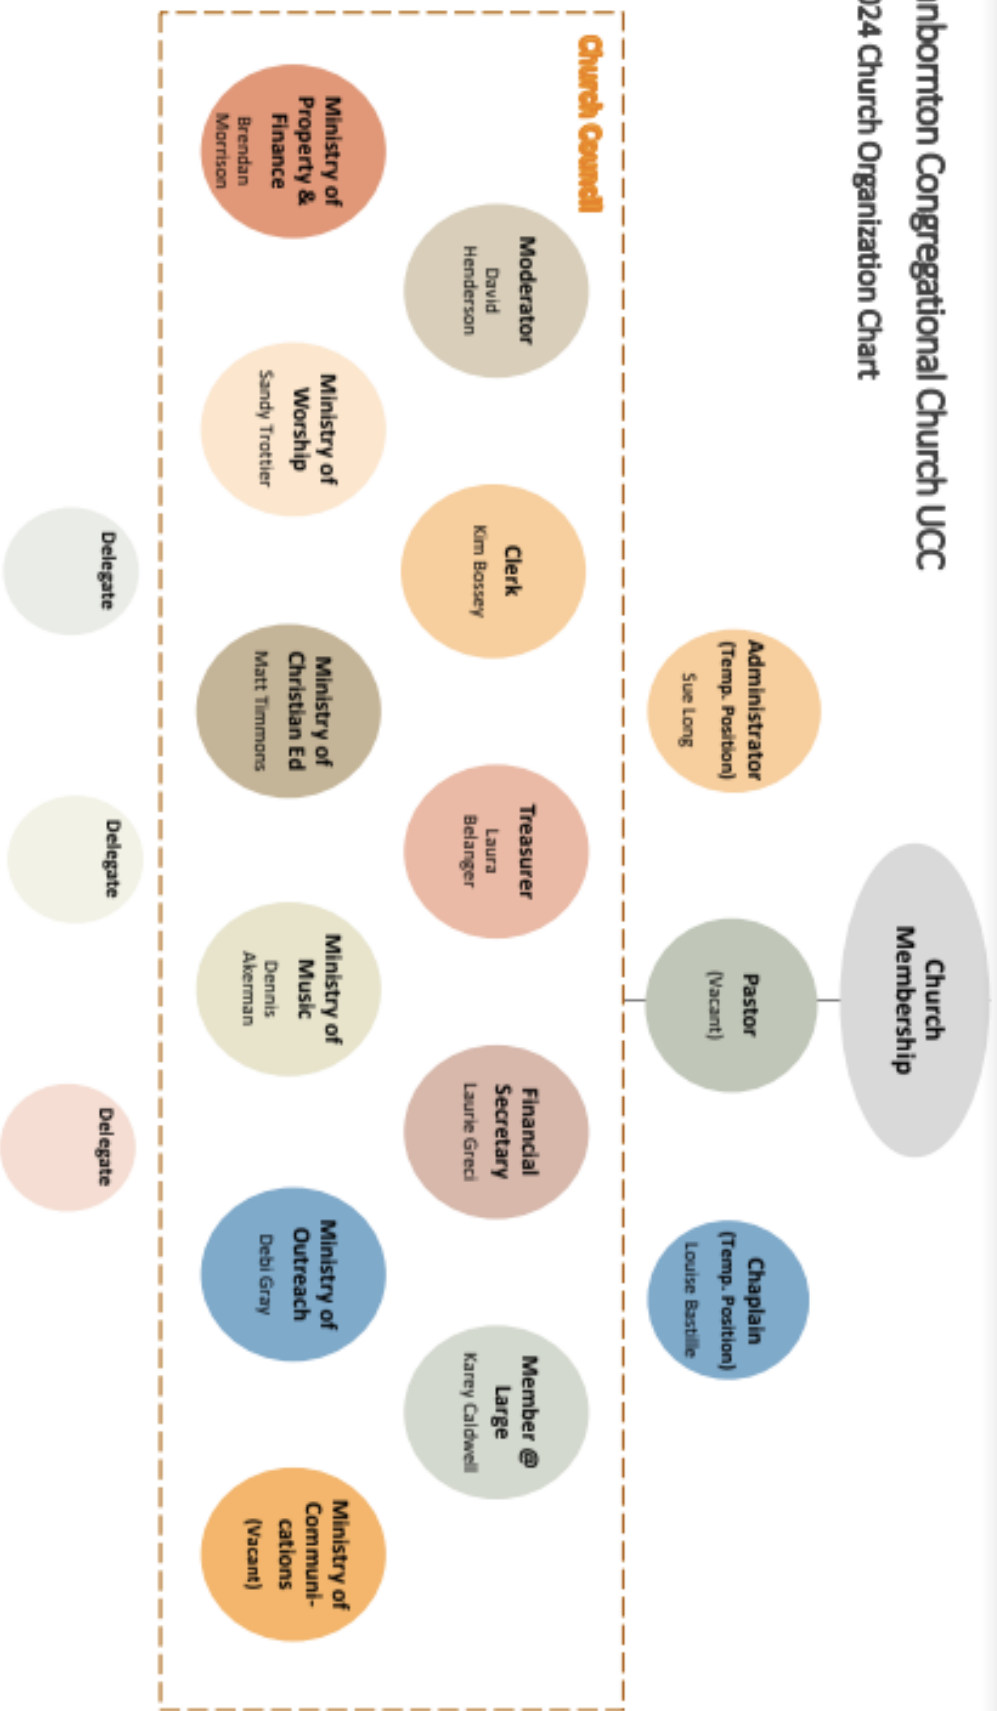 nbornton Congregational Church UCC
024 Church Organization Chart
Church
Membership
Administrator
(Temp. Position)
Sue Long
Pastor
(Vacant)
Chaplain
(Temp. Position)
Louise Bastille
Church Council
Moderator
David
Henderson
Clerk
Kim Bossey
Treasurer
Laura
Belanger
Financial
Secretary
Laurie Greci
Member @
Large
Karey Caldwell
Ministry of
Property &
Finance
Brendan
Morrison
Ministry of
Worship
Sandy Trottier
Ministry of
Christian Ed
Matt Timmons
Ministry of
Music
Dennis
Akerman
Ministry of
Outreach
Debi Gray
Ministry of
Communi-
cations
(Vacant)
Delegate
Delegate
Delegate